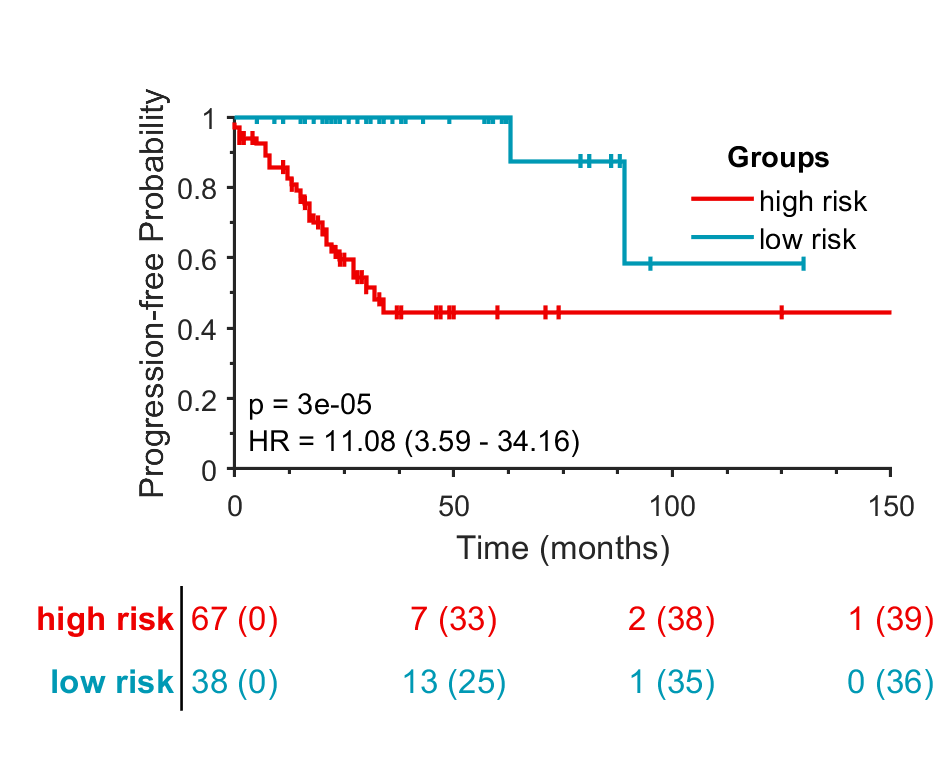 Progression-free Probability
1
0.8
0.6
0.4
0.2
0
Groups
high risk
low risk
p = 3e-05
HR = 11.08 (3.59 - 34.16)
0 50 100 150
Time (months)
high risk 67 (0) 7 (33) 2 (38) 1 (39)
low risk 38 (0) 13 (25) 1 (35) 0 (36)